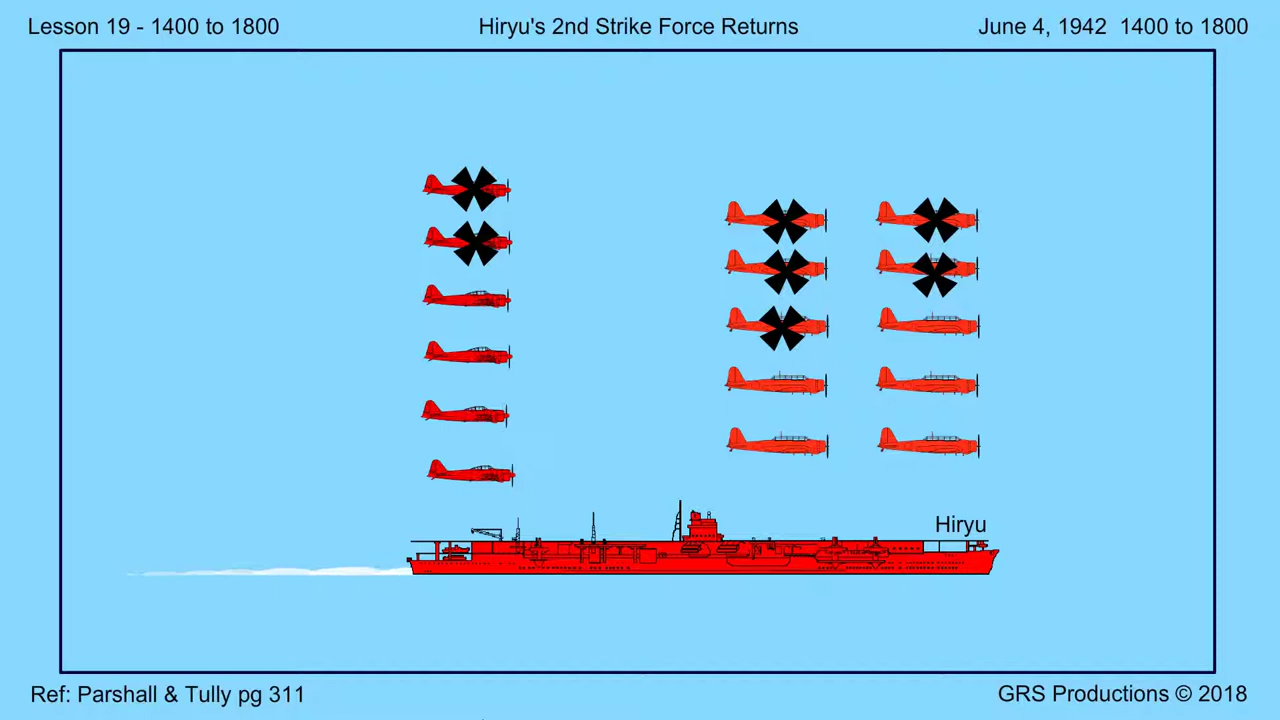 Lesson 19 - 1400 to 1800
Hiryu's 2nd Strike Force Returns
June 4, 1942  1400 to 1800
Hiryu
Ref: Parshall & Tully pg 311
GRS Productions © 2018